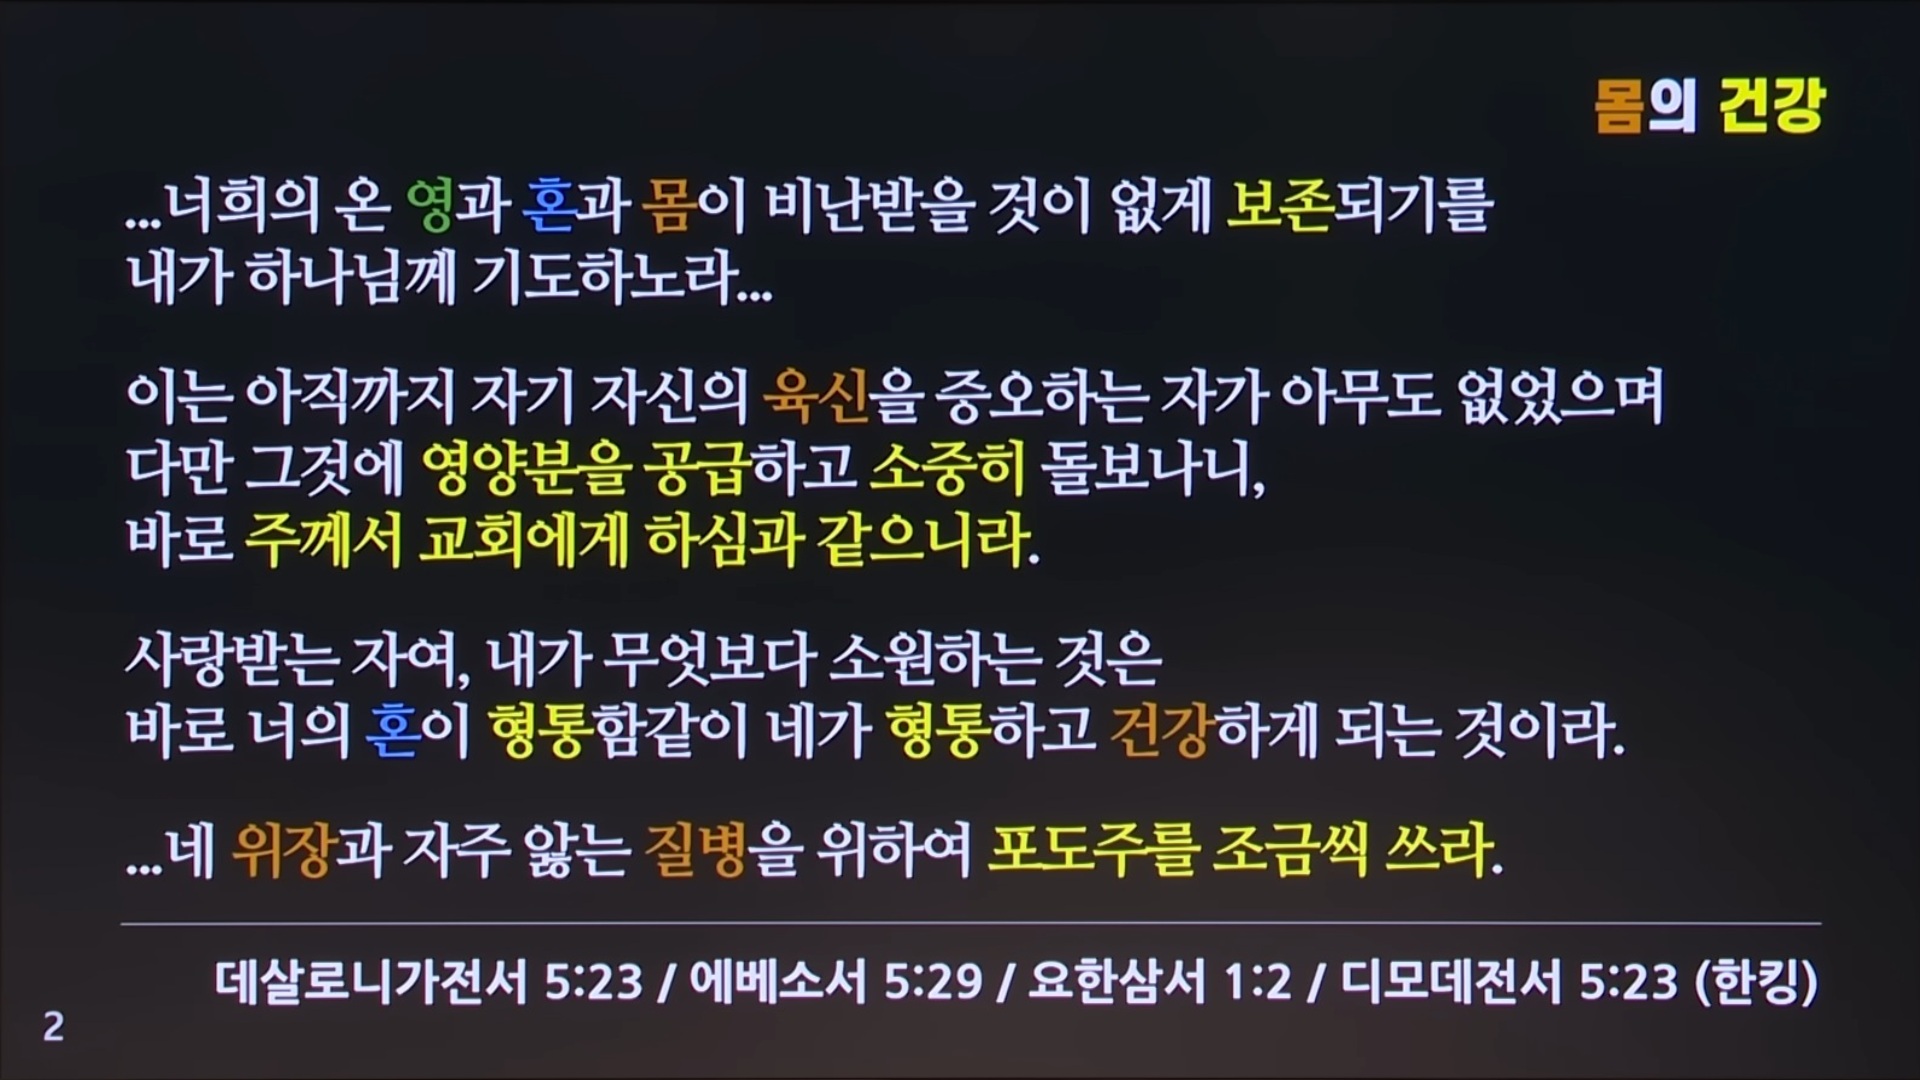 몸의 건강
...너희의 온 영과 혼과 몸이 비난받을 것이 없게 보존되기를
내가 하나님께 기도하노라...
이는 아직까지 자기 자신의 육신을 증오하는 자가 아무도 없었으며
다만 그것에 영양분을 공급하고 소중히 돌보나니,
바로 주께서 교회에게 하심과 같으니라.
사랑받는 자여, 내가 무엇보다 소원하는 것은
바로 너의 혼이 형통함같이 네가 형통하고 건강하게 되는 것이라.
...네 위장과 자주 앓는 질병을 위하여 포도주를 조금씩 쓰라.
데살로니가전서 5:23 / 에베소서 5:29 / 요한삼서 1:2 / 디모데전서 5:23 (한킹)
2